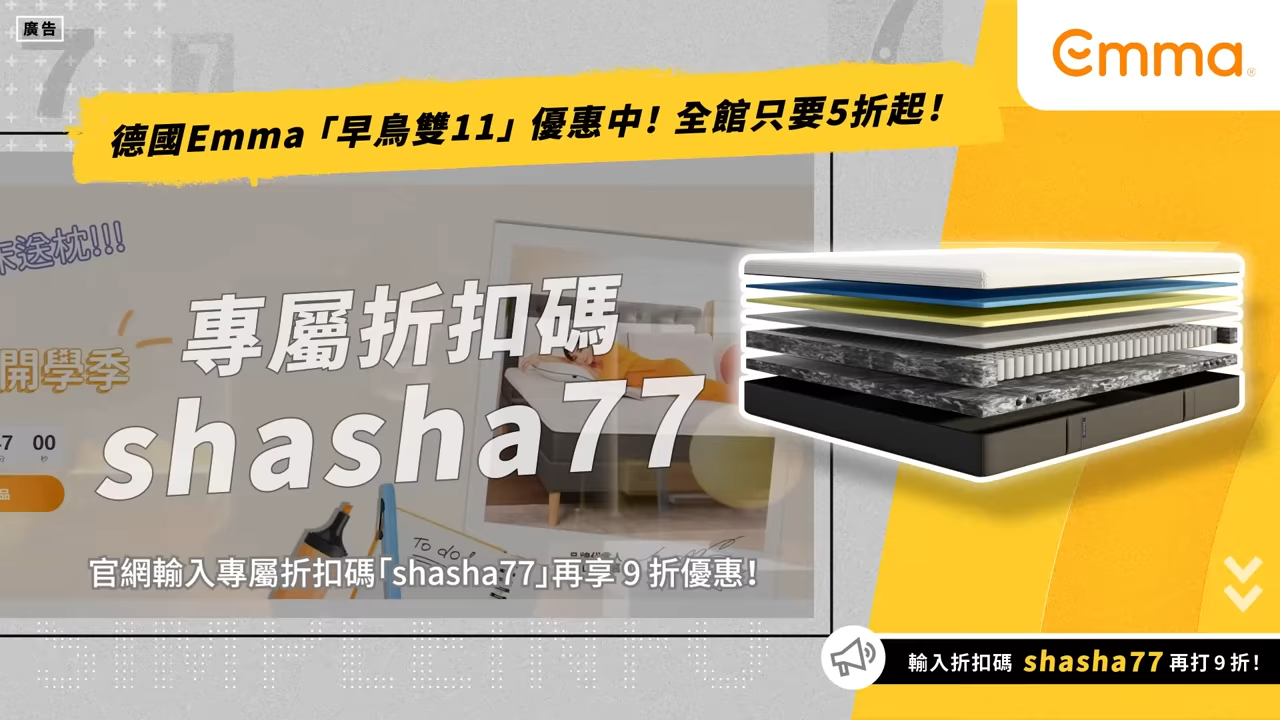 廣告
Emma®
德國Emma「早鳥雙11」優惠中！全館只要5折起！
送枕!!!
專屬折扣碼
開學季
shasha77
00
秒
品
To do!
官網輸入專屬折扣碼「shasha77」再享9折優惠！
輸入折扣碼 shasha77 再打9折！